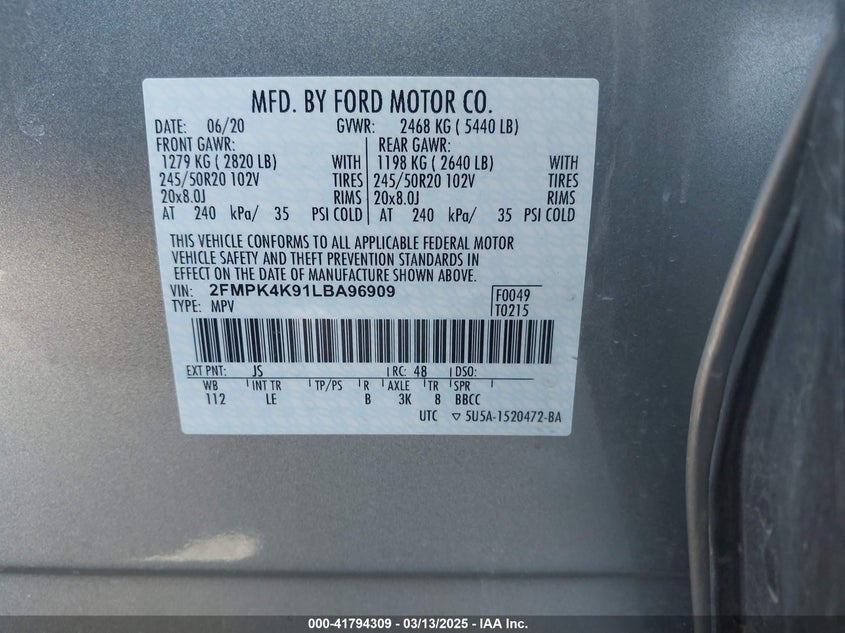 MFD. BY FORD MOTOR CO.
DATE: 06/20 GVWR: 2468 KG ( 5440 LB)
FRONT GAWR: REAR GAWR:
1279 KG ( 2820 LB) WITH 1198 KG ( 2640 LB) WITH
245/50R20 102V TIRES 245/50R20 102V TIRES
20x8.0J RIMS 20x8.0J RIMS
AT 240 kPa/ 35 PSI COLD AT 240 kPa/ 35 PSI COLD
THIS VEHICLE CONFORMS TO ALL APPLICABLE FEDERAL MOTOR
VEHICLE SAFETY AND THEFT PREVENTION STANDARDS IN
EFFECT ON THE DATE OF MANUFACTURE SHOWN ABOVE.
VIN: 2FMPK4K91LBA96909 F0049
TYPE: MPV T0215
EXT PNT: JS RC: 48 DSO:
WB INT TR TP/PS R AXLE TR SPR
112 LE B 3K 8 BBCC
UTC ▽ 5U5A-1520472-BA
000-41794309 - 03/13/2025 - IAA Inc.